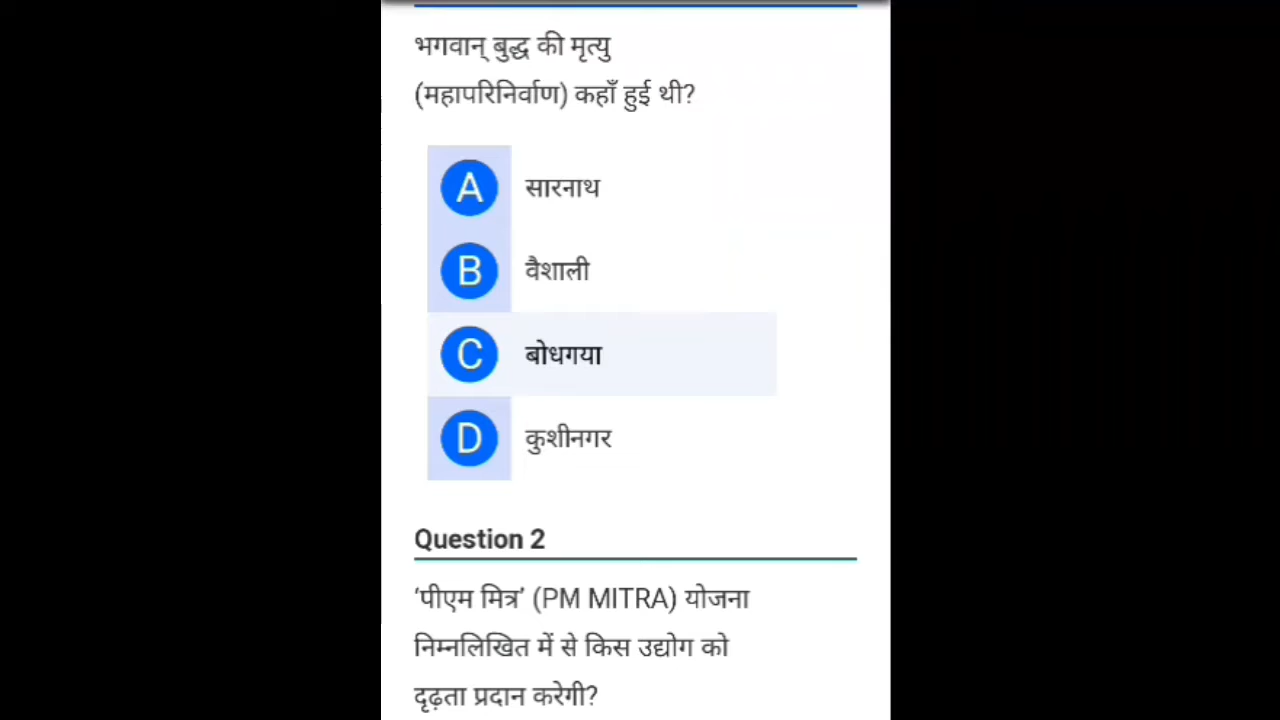 भगवान् बुद्ध की मृत्यु
(महापरिनिर्वाण) कहाँ हुई थी?
A सारनाथ
B वैशाली
C बोधगया
D कुशीनगर
Question 2
‘पीएम मित्र’ (PM MITRA) योजना
निम्नलिखित में से किस उद्योग को
दृढ़ता प्रदान करेगी?